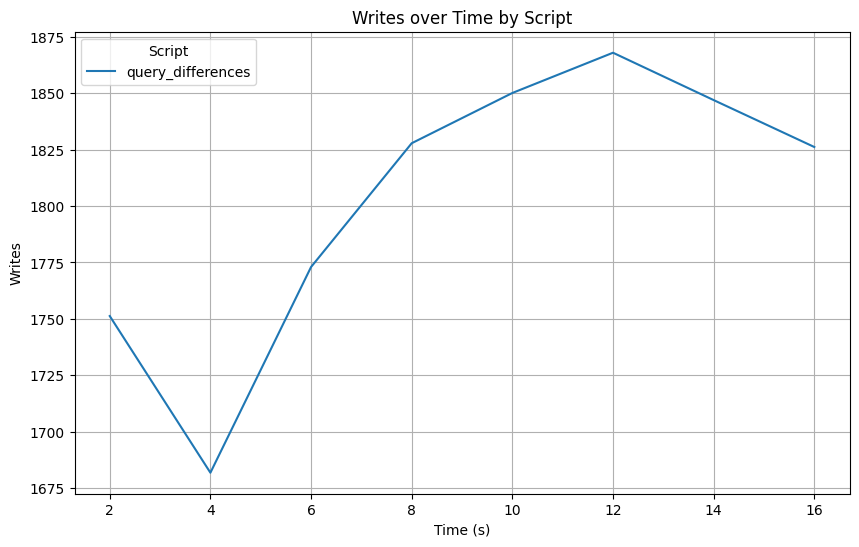 Writes over Time by Script
Script
query_differences
Writes
1875
1850
1825
1800
1775
1750
1725
1700
1675
2 4 6 8 10 12 14 16
Time (s)